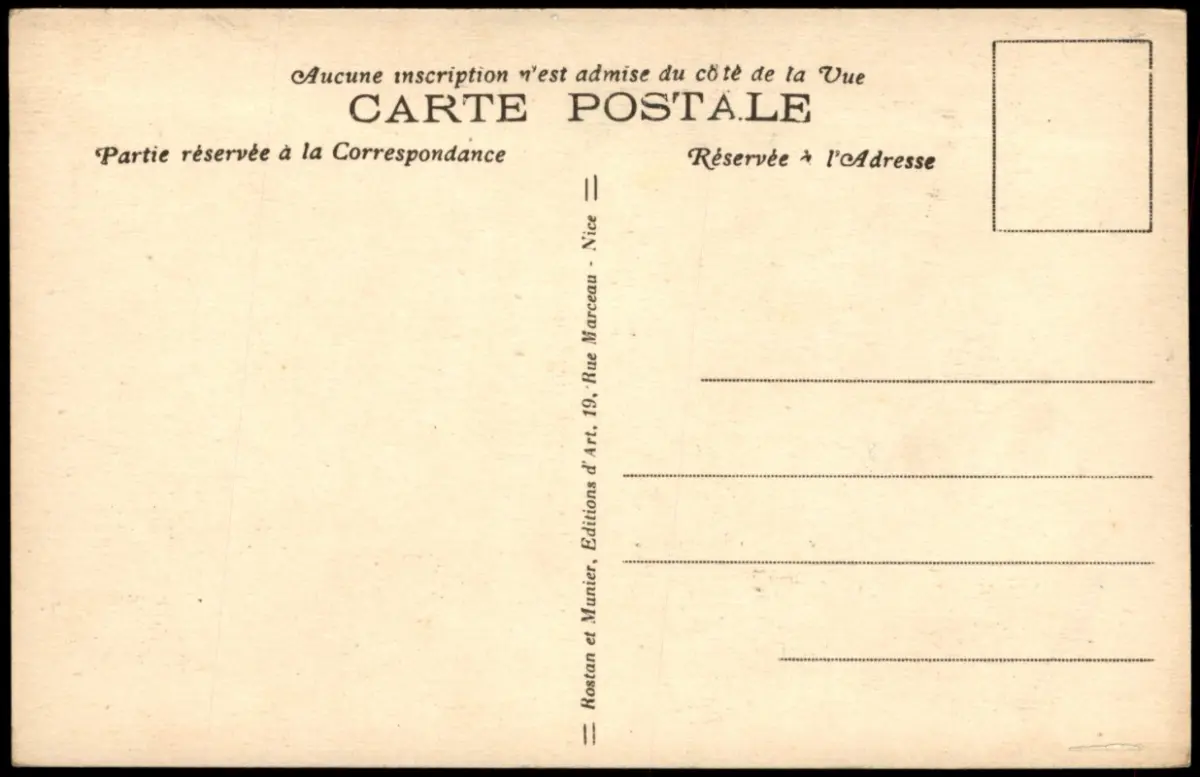 Aucune inscription n'est admise du côté de la Vue
CARTE POSTALE
Partie réservée à la Correspondance
Réservée à l'Adresse
= Rostan et Munier, Editions d'Art, 19, Rue Marceau - Nice =